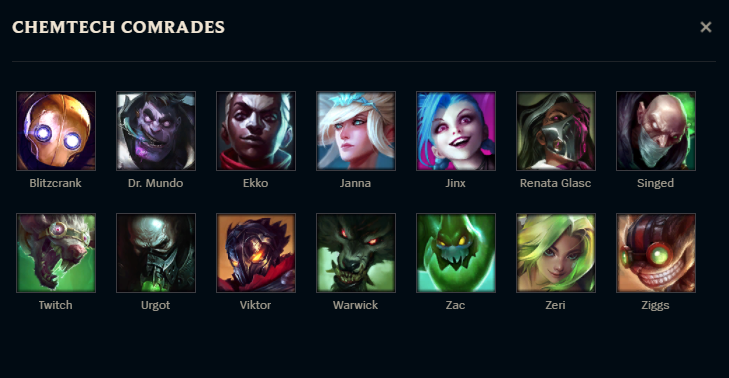 CHEMTECH COMRADES
Blitzcrank Dr. Mundo Ekko Janna Jinx Renata Glasc Singed
Twitch Urgot Viktor Warwick Zac Zeri Ziggs